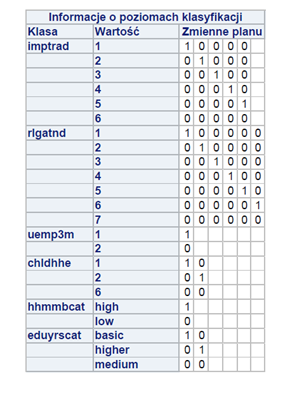 Informacje o poziomach klasyfikacji
Klasa Wartość Zmienne planu
imptrad 1 1 0 0 0 0
2 0 1 0 0 0
3 0 0 1 0 0
4 0 0 0 1 0
5 0 0 0 0 1
6 0 0 0 0 0
rlgatnd 1 1 0 0 0 0 0
2 0 1 0 0 0 0
3 0 0 1 0 0 0
4 0 0 0 1 0 0
5 0 0 0 0 1 0
6 0 0 0 0 0 1
7 0 0 0 0 0 0
uemp3m 1 1
2 0
chldhhe 1 1 0
2 0 1
6 0 0
hhmmbcat high 1
low 0
eduyrscat basic 1 0
higher 0 1
medium 0 0